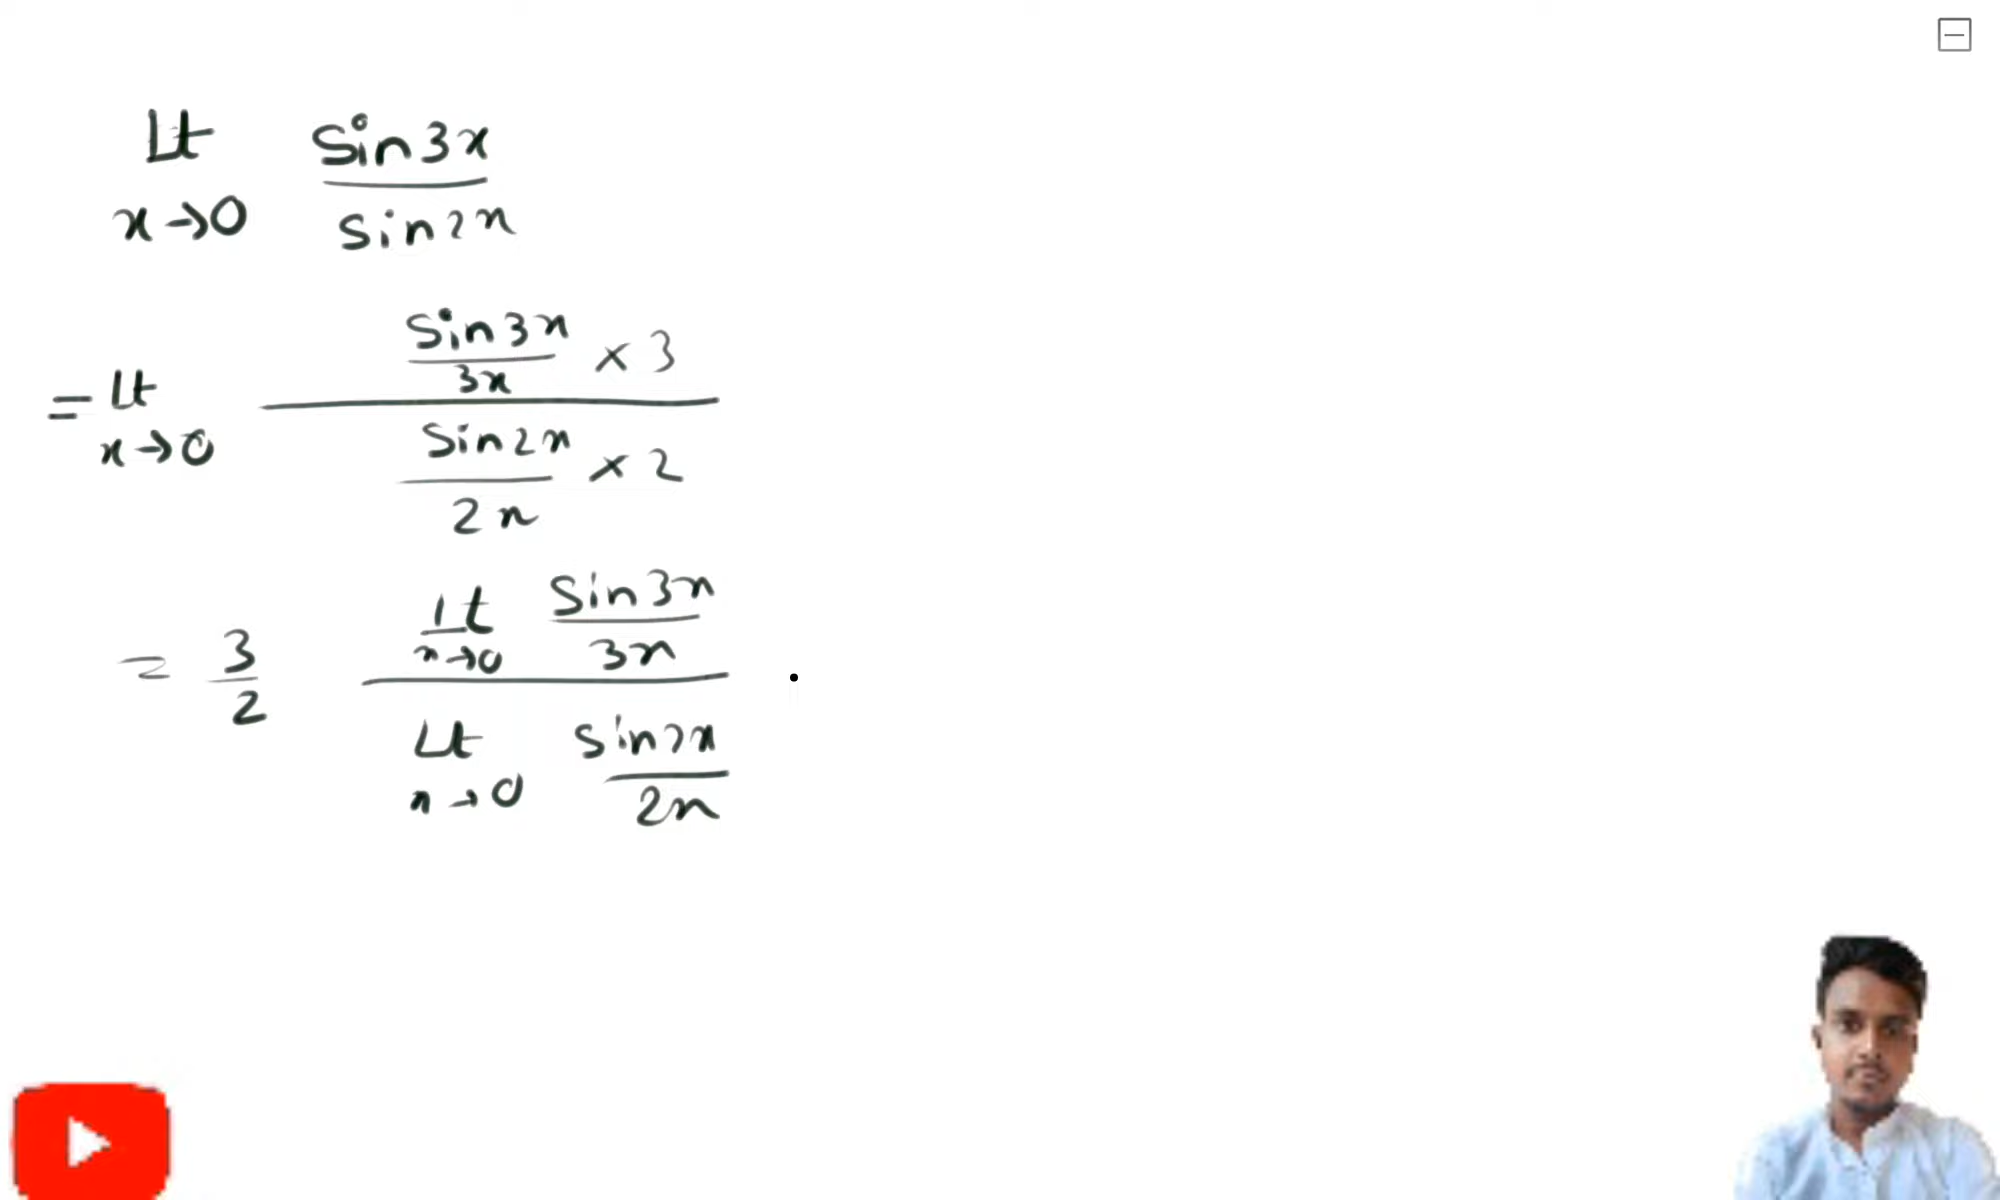 Lt sin3x
x→0 sin2x
sin3x × 3
3x
= Lt
x→0
sin2x × 2
2x
Lt sin3x
x→0 3x
= 3/2
Lt sin2x
x→0 2x